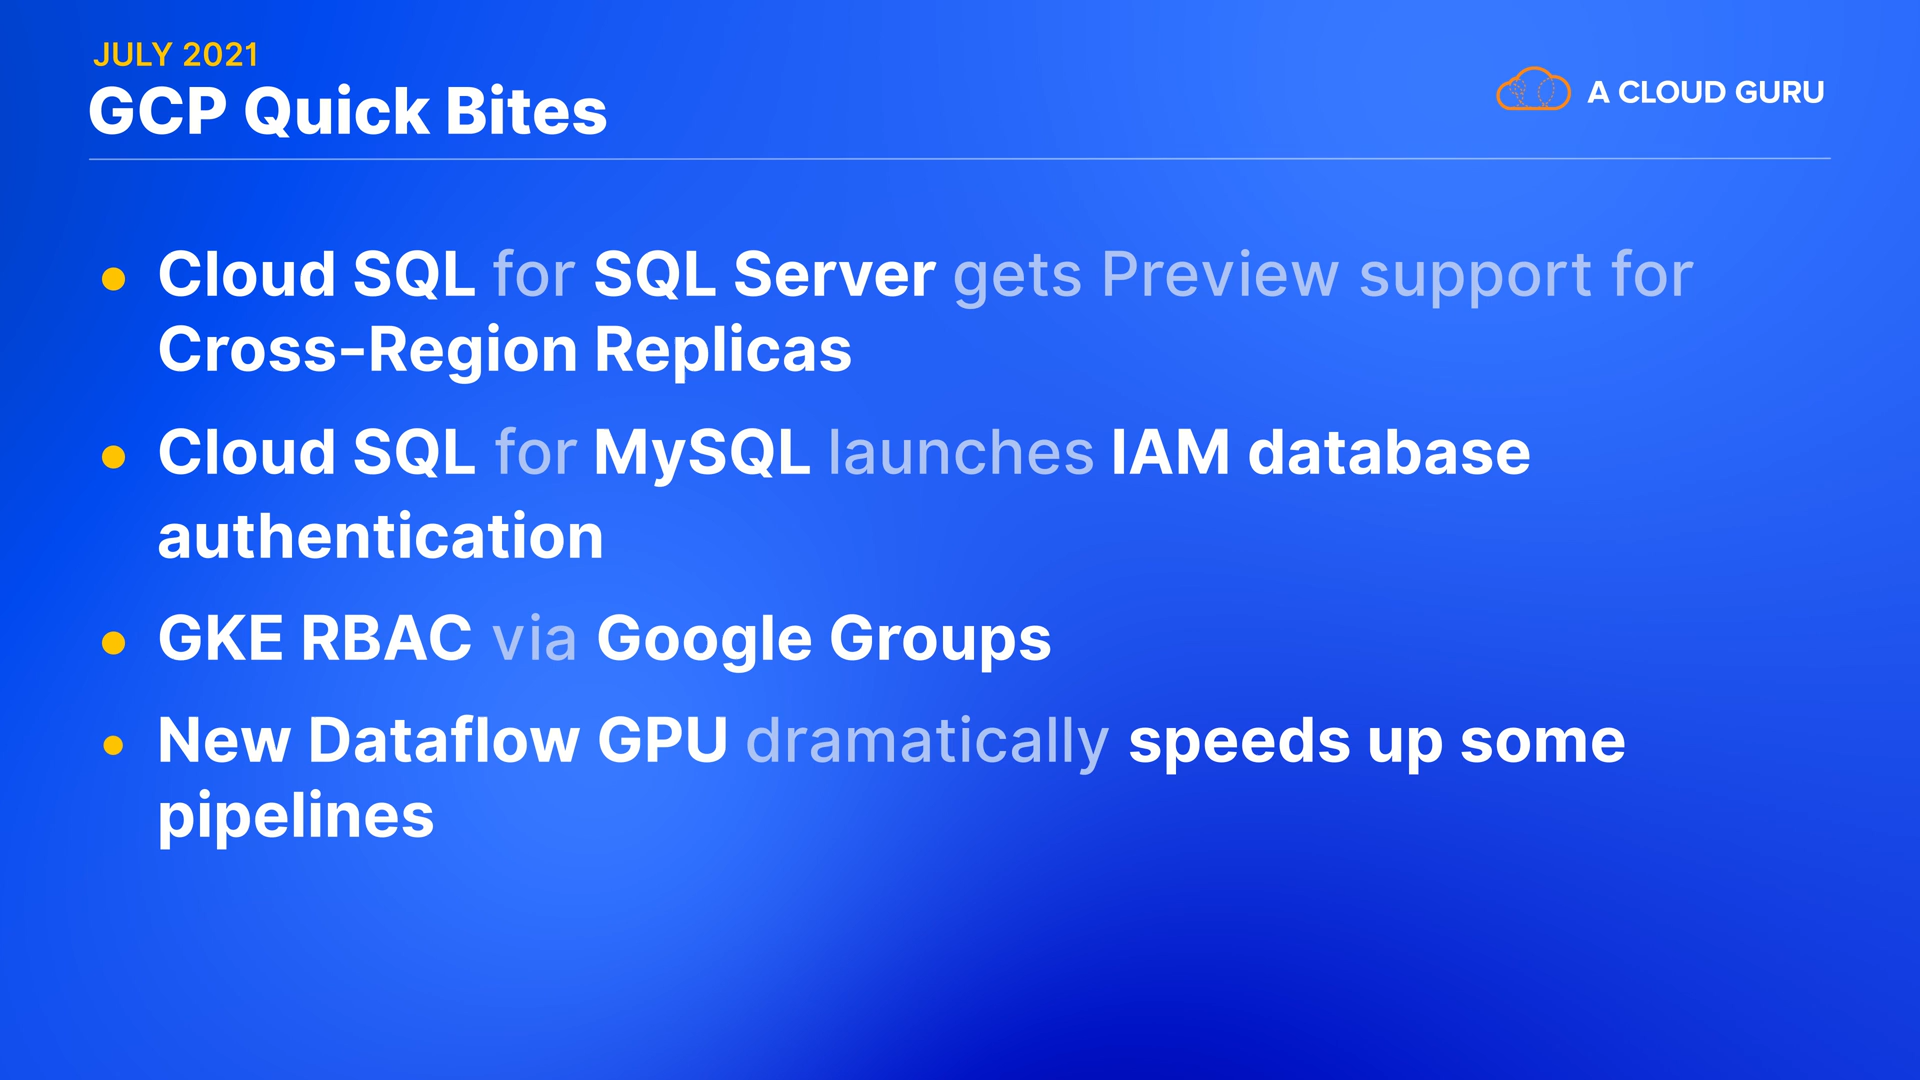 JULY 2021
GCP Quick Bites
A CLOUD GURU
Cloud SQL for SQL Server gets Preview support for
Cross-Region Replicas
Cloud SQL for MySQL launches IAM database
authentication
GKE RBAC via Google Groups
New Dataflow GPU dramatically speeds up some
pipelines